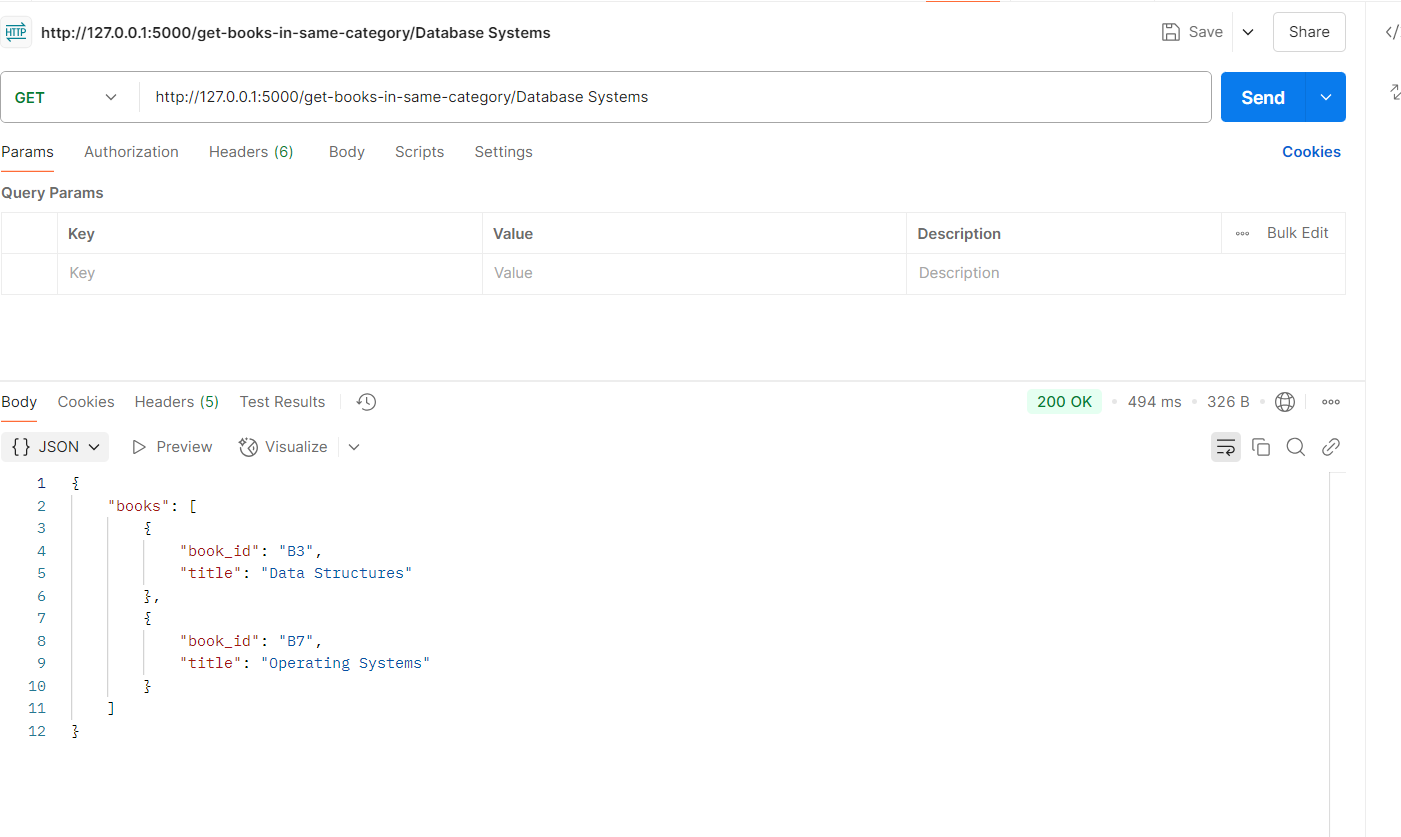 HTTP http://127.0.0.1:5000/get-books-in-same-category/Database Systems Save Share
GET http://127.0.0.1:5000/get-books-in-same-category/Database Systems Send
Params Authorization Headers (6) Body Scripts Settings Cookies
Query Params
Key Value Description Bulk Edit
Key Value Description
Body Cookies Headers (5) Test Results 200 OK 494 ms 326 B
{} JSON Preview Visualize
1 {
2 "books": [
3 {
4 "book_id": "B3",
5 "title": "Data Structures"
6 },
7 {
8 "book_id": "B7",
9 "title": "Operating Systems"
10 }
11 ]
12 }